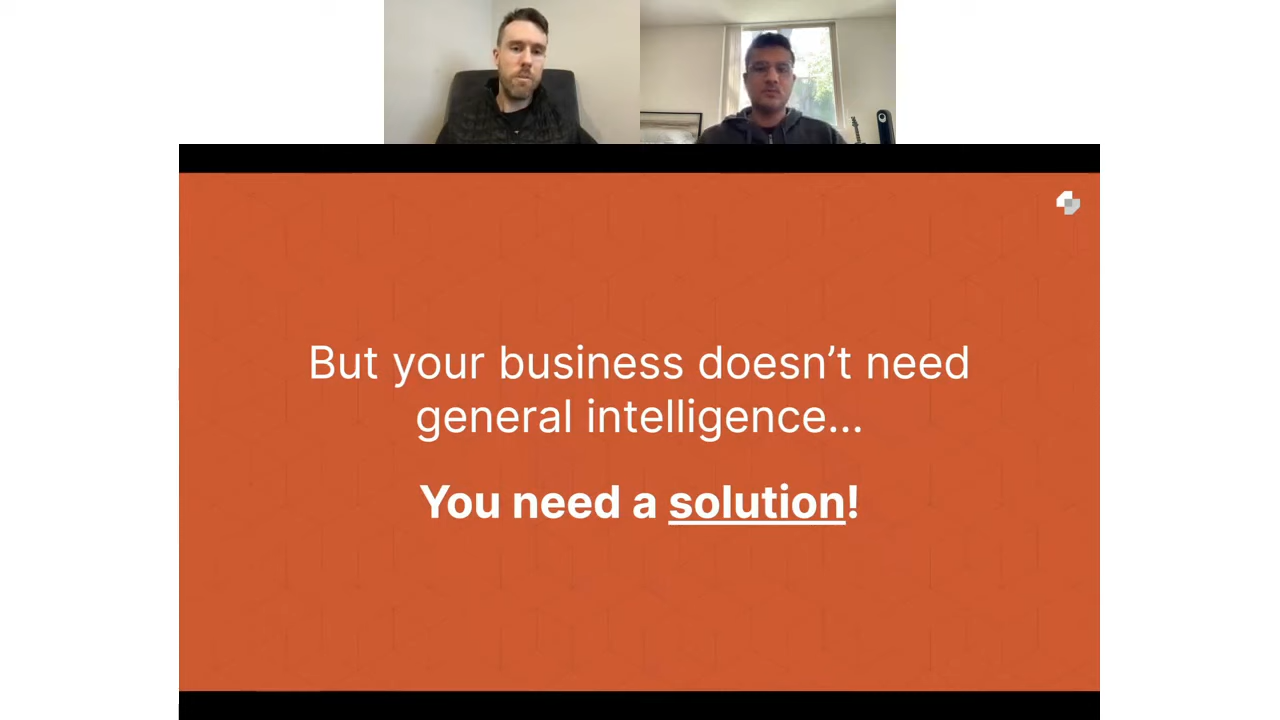 But your business doesn’t need
general intelligence...
You need a solution!